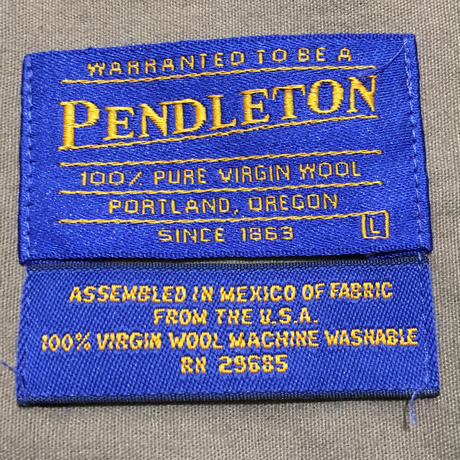 WARRANTED TO BE A
PENDLETON
100% PURE VIRGIN WOOL
PORTLAND, OREGON
SINCE 1863 L
ASSEMBLED IN MEXICO OF FABRIC
FROM THE U.S.A.
100% VIRGIN WOOL MACHINE WASHABLE
RN 29685